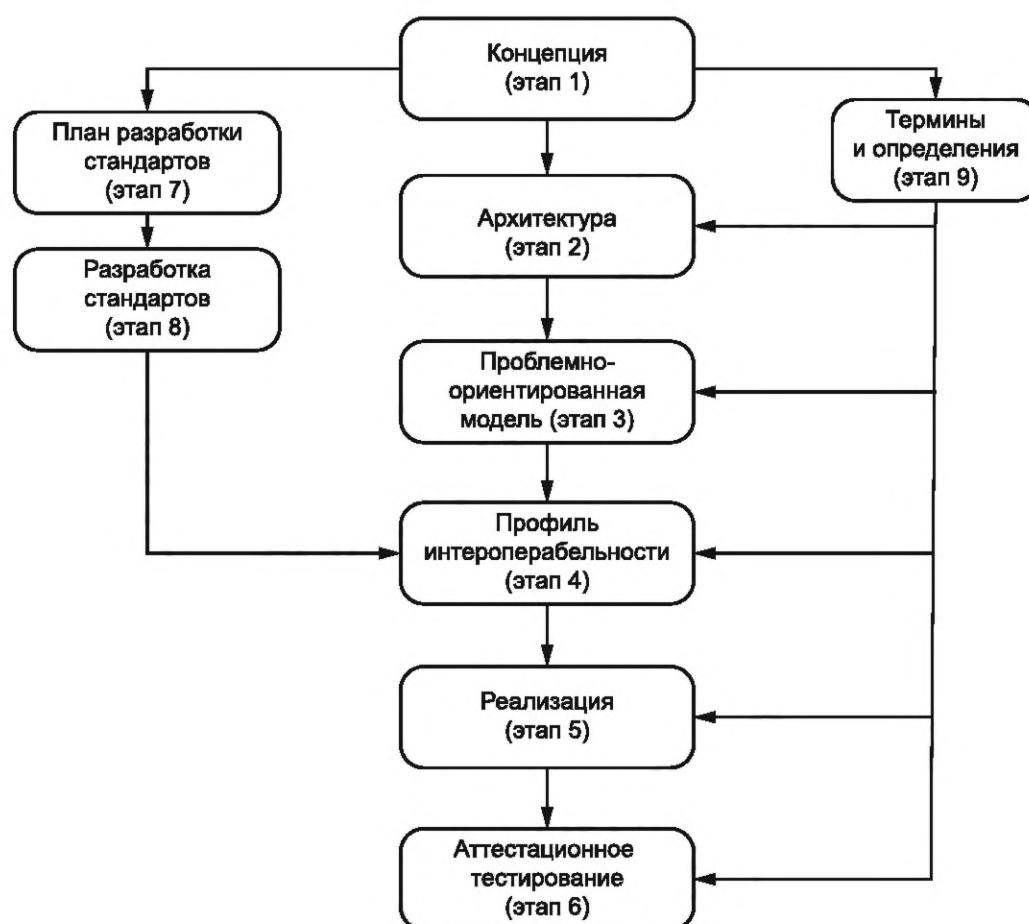 Концепция
(этап 1)
План разработки
стандартов
(этап 7)
Термины
и определения
(этап 9)
Архитектура
(этап 2)
Разработка
стандартов
(этап 8)
Проблемно-
ориентированная
модель (этап 3)
Профиль
интероперабельности
(этап 4)
Реализация
(этап 5)
Аттестационное
тестирование
(этап 6)